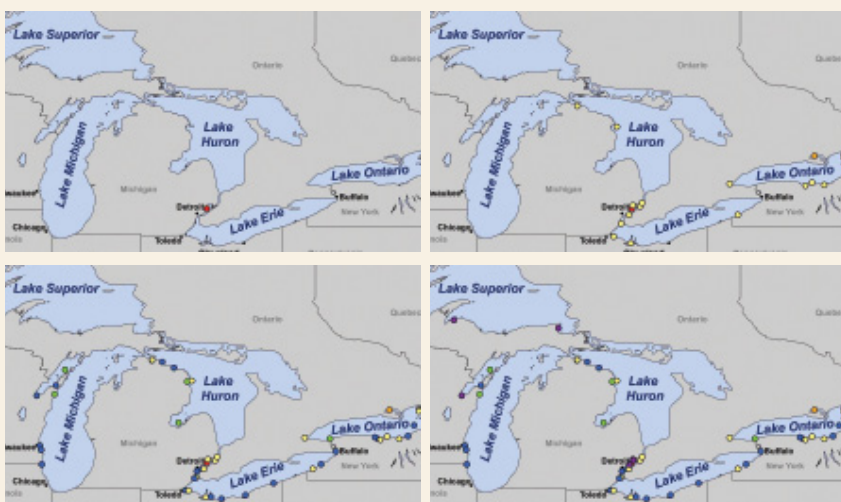 Lake Superior
Ontario
Lake Michigan
Lake Huron
Michigan
Lake Ontario
Detroit
Buffalo
New York
Lake Erie
Chicago
Toledo
Lake Superior
Ontario
Lake Michigan
Lake Huron
Michigan
Lake Ontario
Detroit
Buffalo
New York
Lake Erie
Chicago
Toledo
Lake Superior
Ontario
Lake Michigan
Lake Huron
Michigan
Lake Ontario
Detroit
Buffalo
New York
Lake Erie
Chicago
Toledo
Lake Superior
Ontario
Lake Michigan
Lake Huron
Michigan
Lake Ontario
Detroit
Buffalo
New York
Lake Erie
Chicago
Toledo